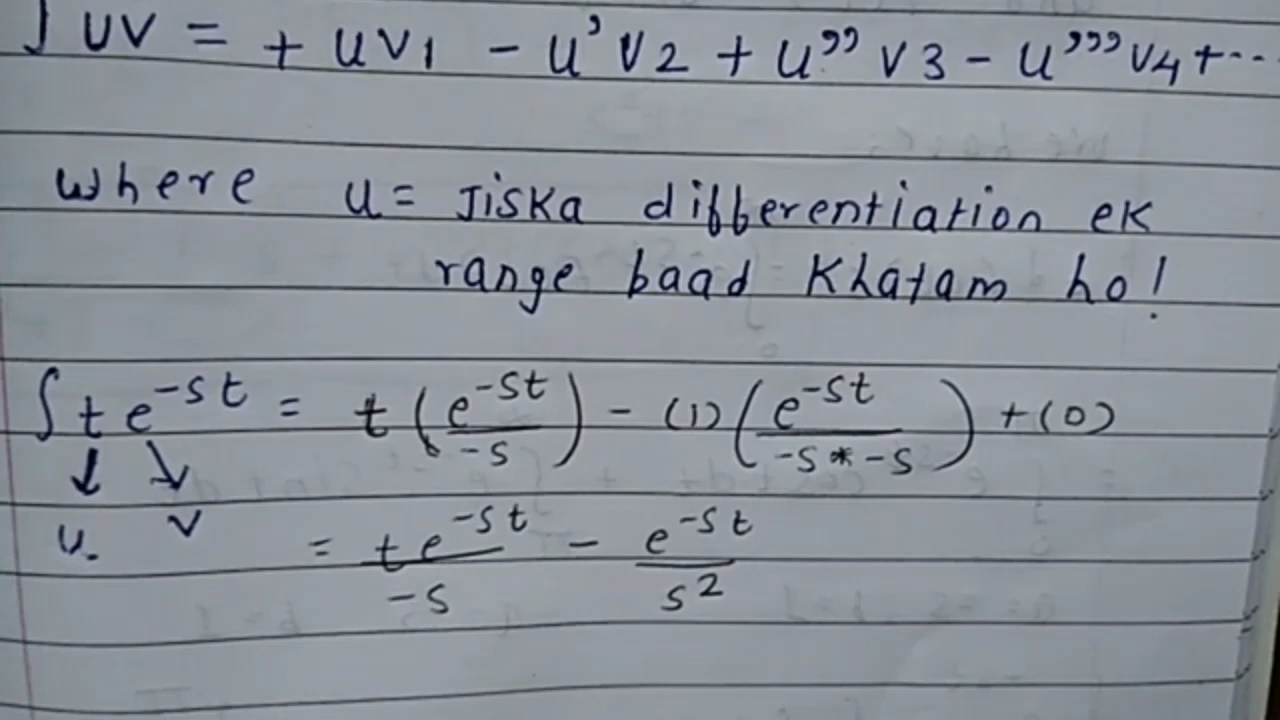 ∫ UV = + UV1 - U'V2 + U''V3 - U'''V4 + ...
where u = Jiska differentiation ek
range baad Khatam ho!
∫ t e^{-st} = t (e^{-st}/-s) - (1) (e^{-st}/-s*-s) + (0)
↓ ↘
u. v = te^{-st}/-s - e^{-st}/s^2